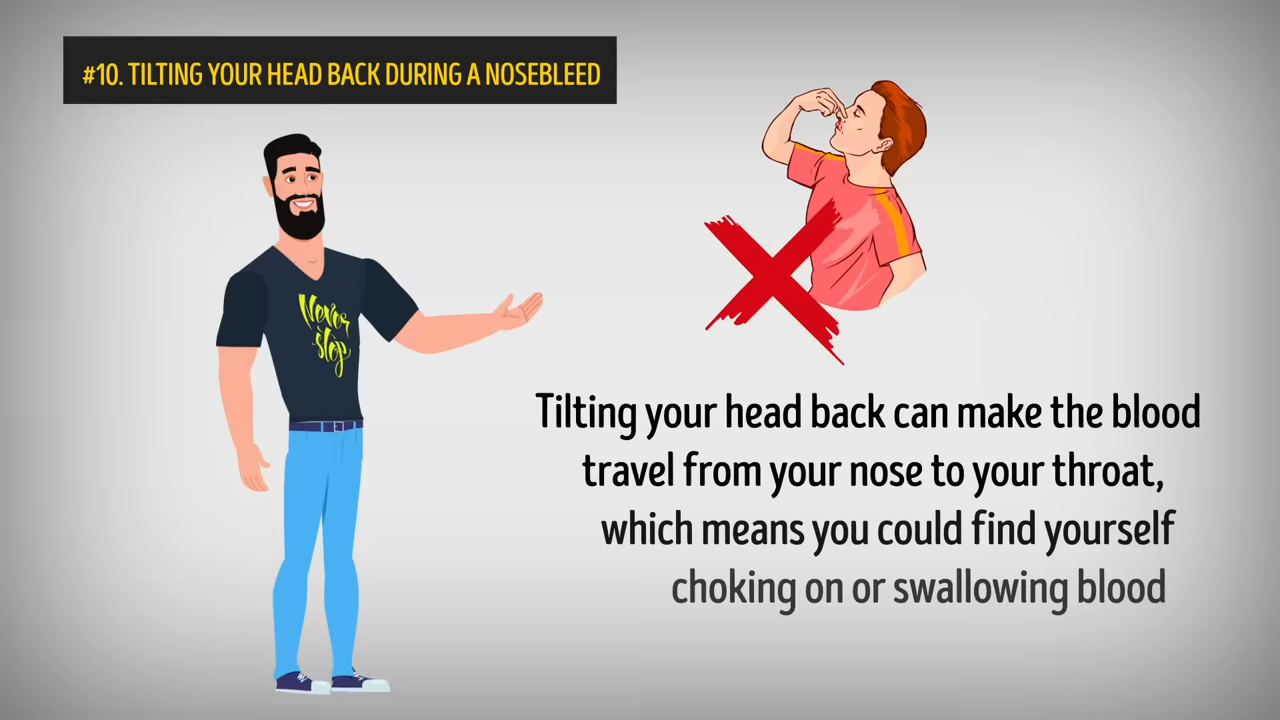 #10. TILTING YOUR HEAD BACK DURING A NOSEBLEED
Never
stop
Tilting your head back can make the blood
travel from your nose to your throat,
which means you could find yourself
choking on or swallowing blood